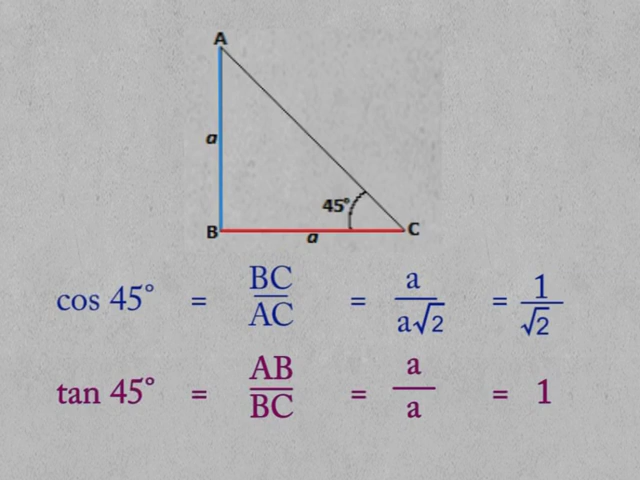 A
a
45°
B
C
a
cos 45° = BC/AC = a/a√2 = 1/√2
tan 45° = AB/BC = a/a = 1